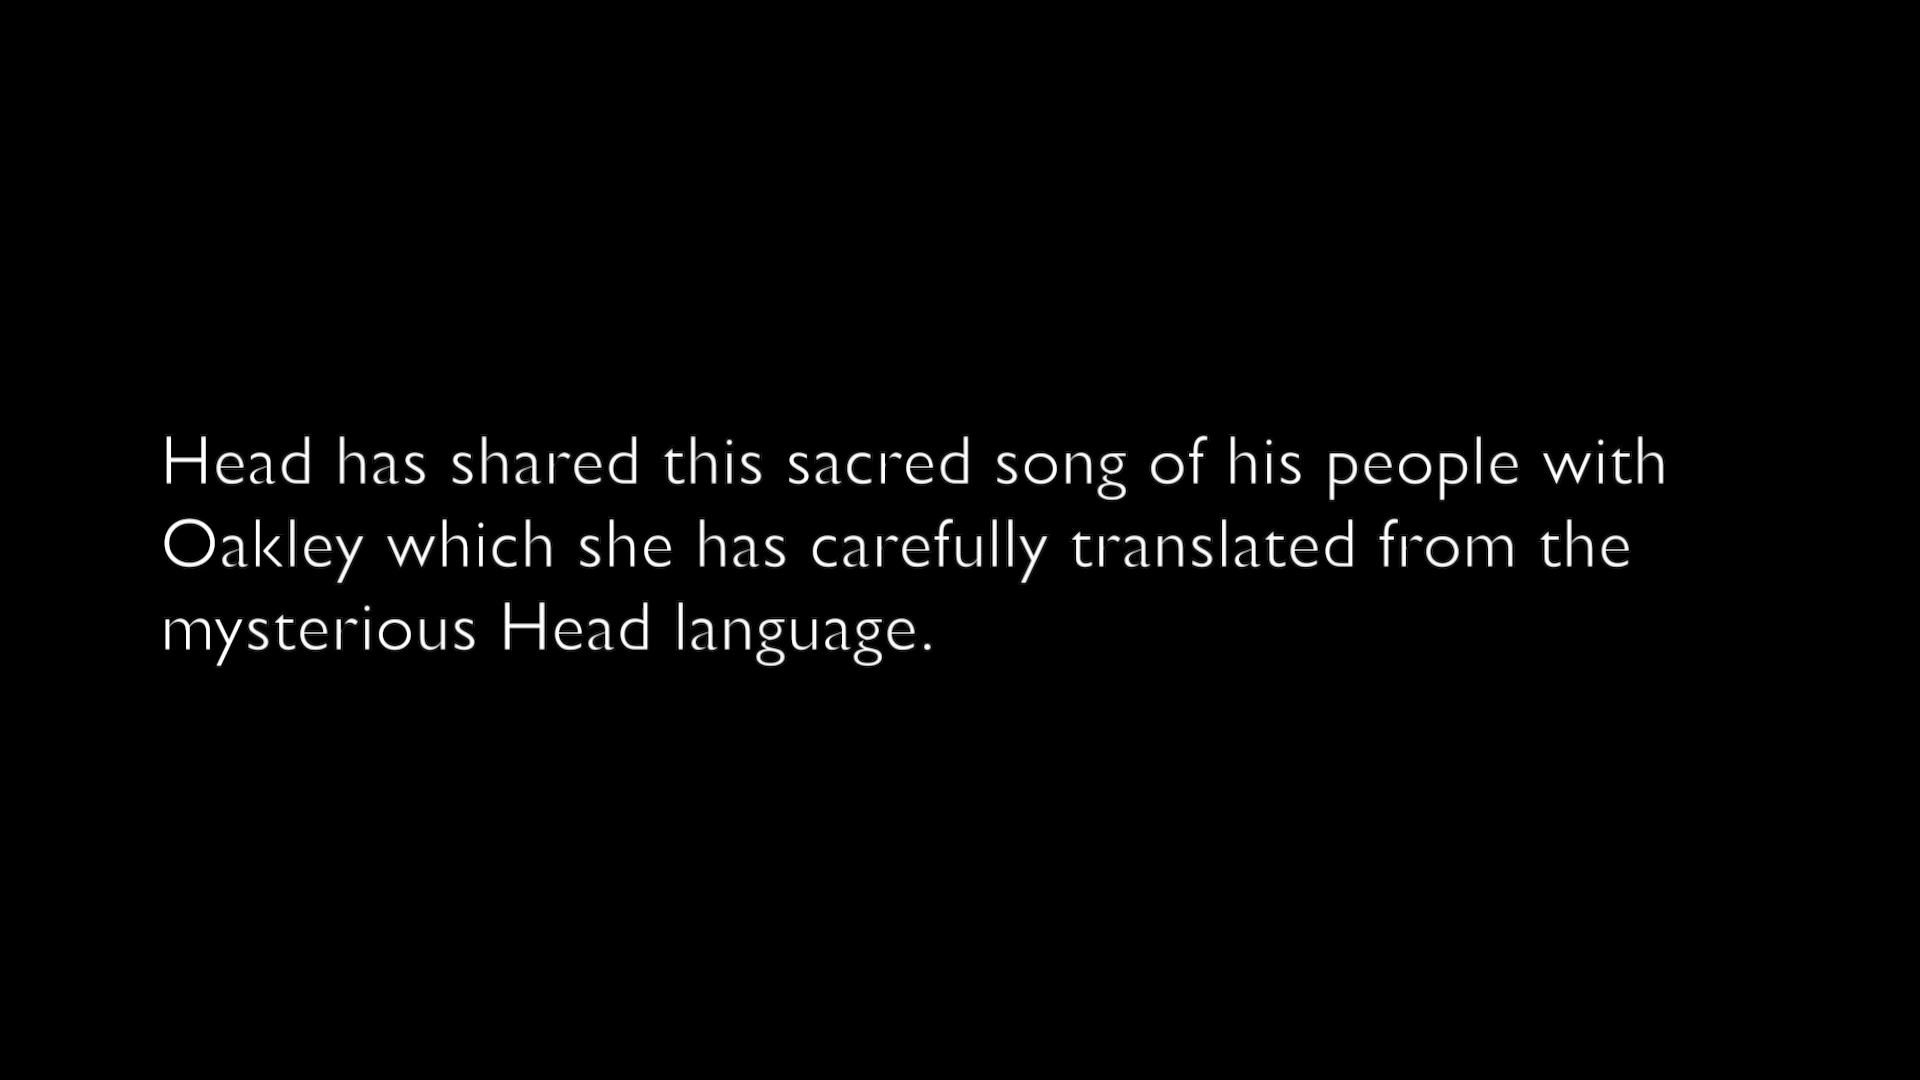 Head has shared this sacred song of his people with
Oakley which she has carefully translated from the
mysterious Head language.